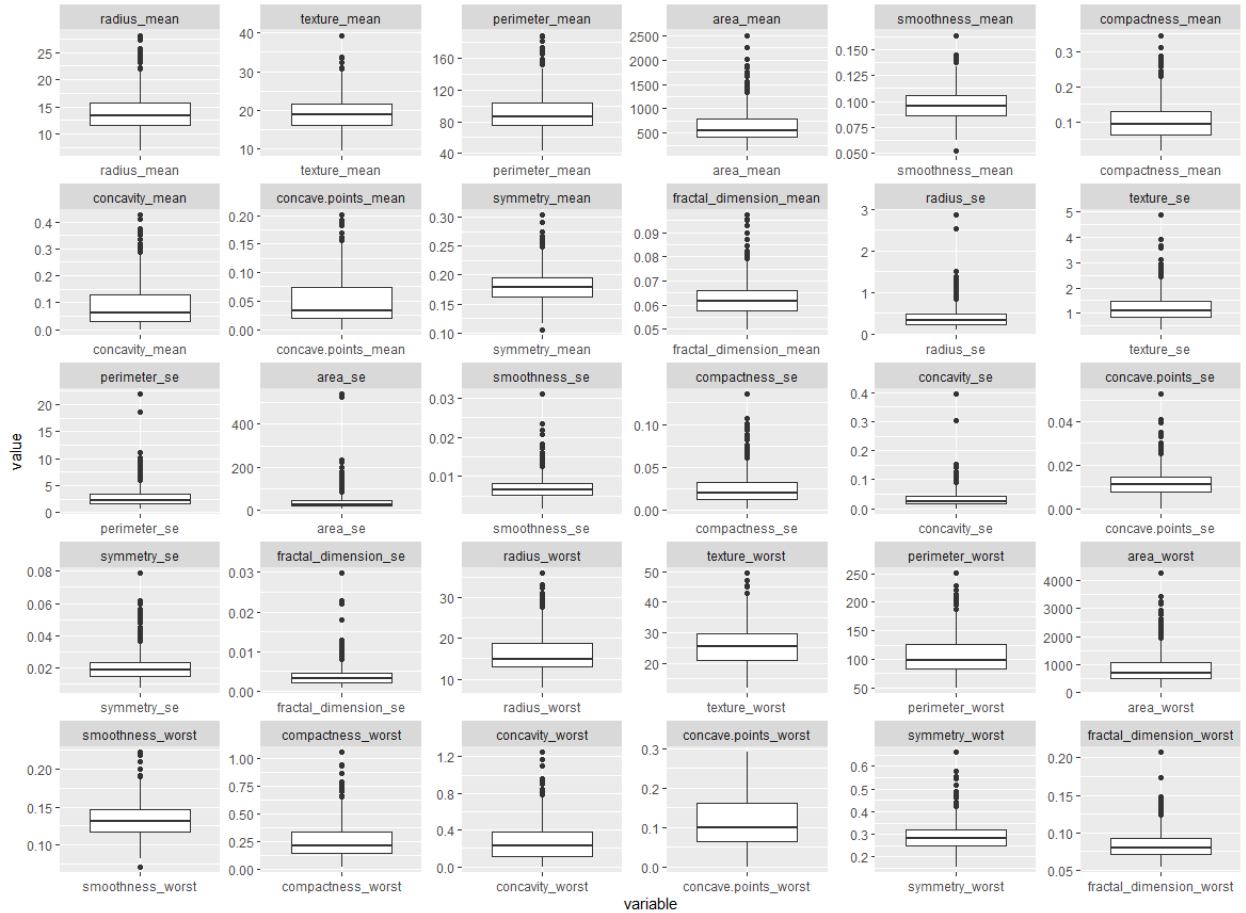 radius_mean texture_mean perimeter_mean area_mean smoothness_mean compactness_mean
25 20 15 10
40 30 20 10
160 120 80 40
2500 2000 1500 1000 500
0.150 0.125 0.100 0.075 0.050
0.3 0.2 0.1
radius_mean texture_mean perimeter_mean area_mean smoothness_mean compactness_mean
concavity_mean concave.points_mean symmetry_mean fractal_dimension_mean radius_se texture_se
0.4 0.3 0.2 0.1 0.0
0.20 0.15 0.10 0.05 0.00
0.30 0.25 0.20 0.15 0.10
0.09 0.08 0.07 0.06 0.05
3 2 1 0
5 4 3 2 1
concavity_mean concave.points_mean symmetry_mean fractal_dimension_mean radius_se texture_se
perimeter_se area_se smoothness_se compactness_se concavity_se concave.points_se
20 15 10 5 0
400 200 0
0.03 0.02 0.01
0.10 0.05 0.00
0.4 0.3 0.2 0.1 0.0
0.04 0.02 0.00
perimeter_se area_se smoothness_se compactness_se concavity_se concave.points_se
value
symmetry_se fractal_dimension_se radius_worst texture_worst perimeter_worst area_worst
0.08 0.06 0.04 0.02
0.03 0.02 0.01 0.00
30 20 10
50 40 30 20
250 200 150 100 50
4000 3000 2000 1000 0
symmetry_se fractal_dimension_se radius_worst texture_worst perimeter_worst area_worst
smoothness_worst compactness_worst concavity_worst concave.points_worst symmetry_worst fractal_dimension_worst
0.20 0.15 0.10
1.00 0.75 0.50 0.25 0.00
1.2 0.8 0.4 0.0
0.3 0.2 0.1 0.0
0.6 0.5 0.4 0.3 0.2
0.20 0.15 0.10 0.05
smoothness_worst compactness_worst concavity_worst concave.points_worst symmetry_worst fractal_dimension_worst
variable